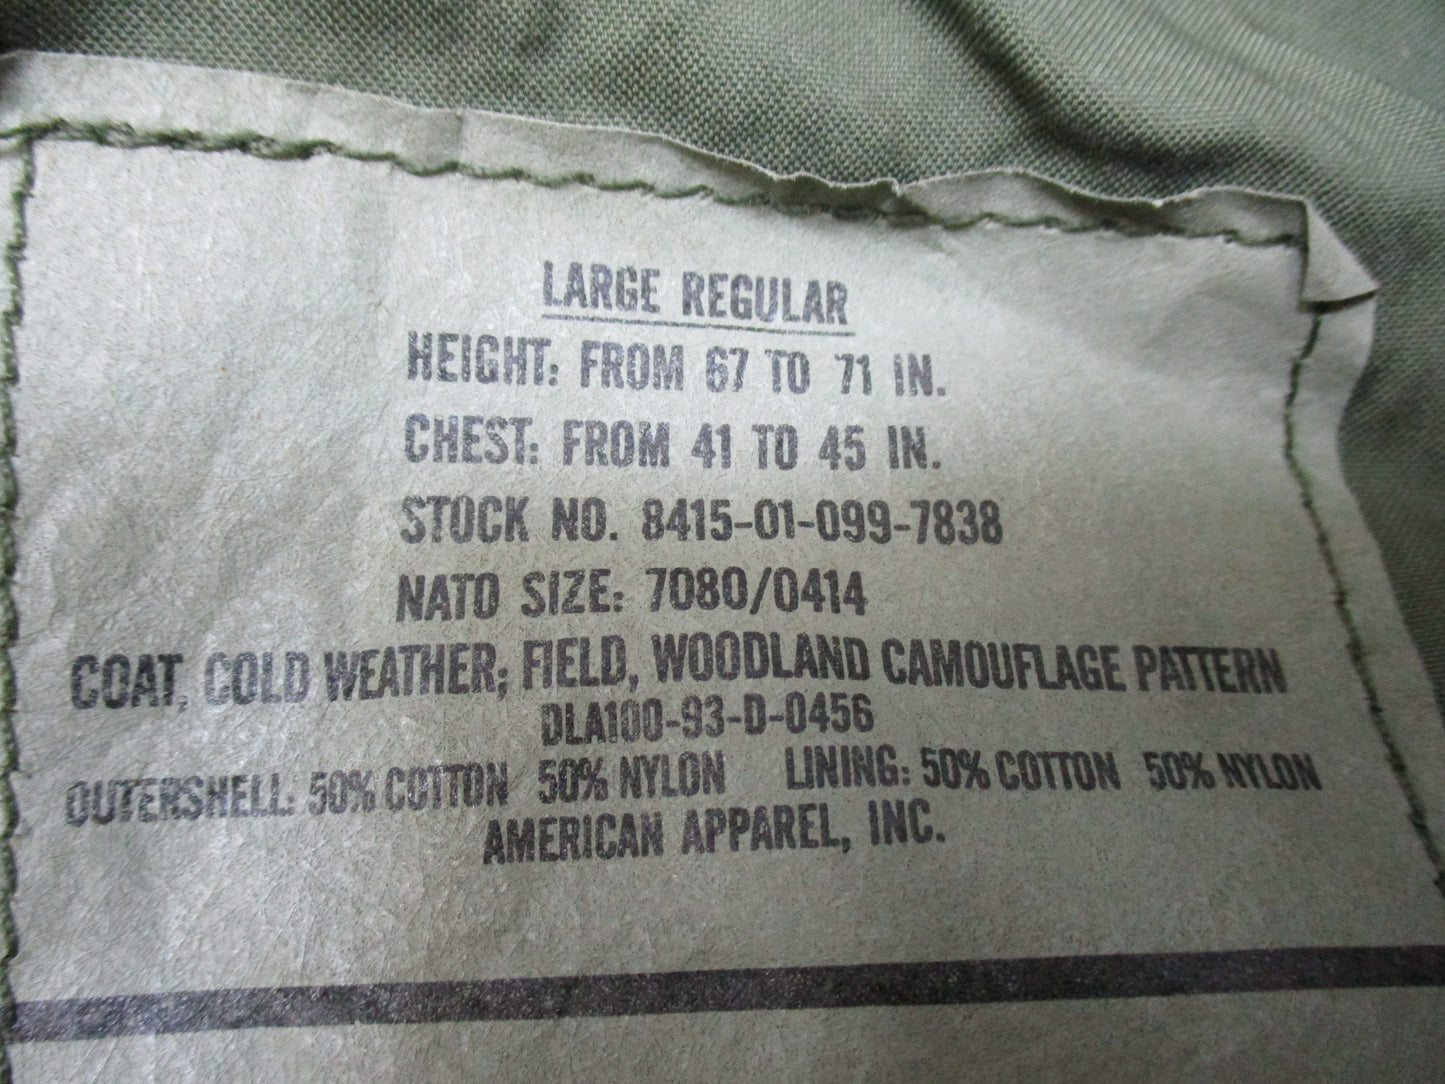 LARGE REGULAR
HEIGHT: FROM 67 TO 71 IN.
CHEST: FROM 41 TO 45 IN.
STOCK NO. 8415-01-099-7838
NATO SIZE: 7080/0414
COAT, COLD WEATHER; FIELD, WOODLAND CAMOUFLAGE PATTERN
DLA100-93-D-0456
OUTERSHELL: 50% COTTON 50% NYLON LINING: 50% COTTON 50% NYLON
AMERICAN APPAREL, INC.